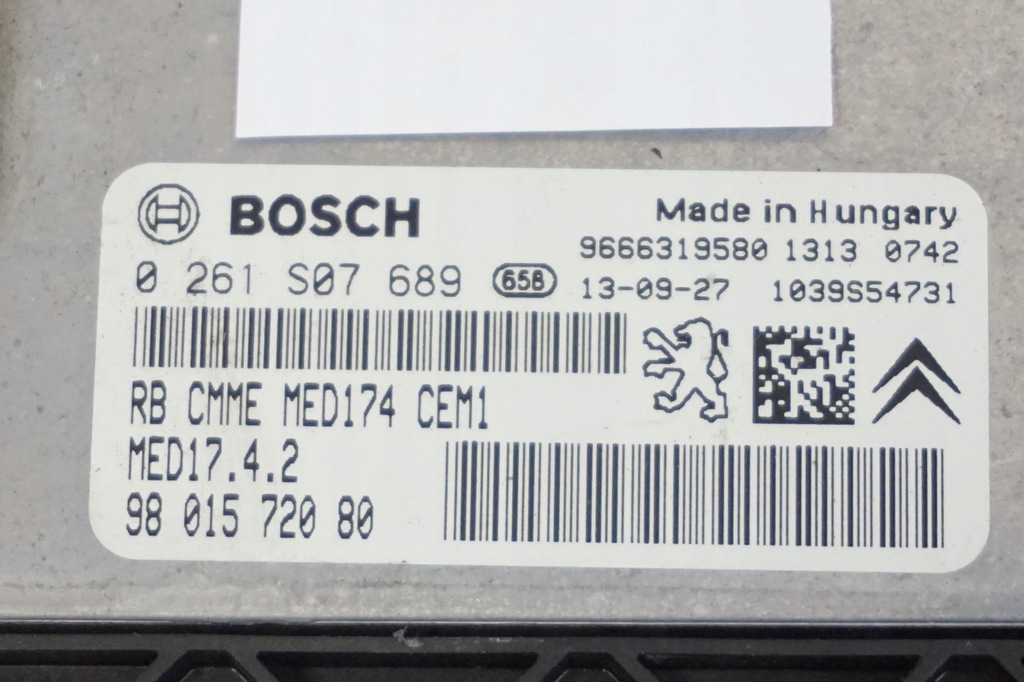 BOSCH
Made in Hungary
9666319580 1313 0742
0 261 S07 689 658 13-09-27 1039S54731
RB CMME MED174 CEM1
MED17.4.2
98 015 720 80